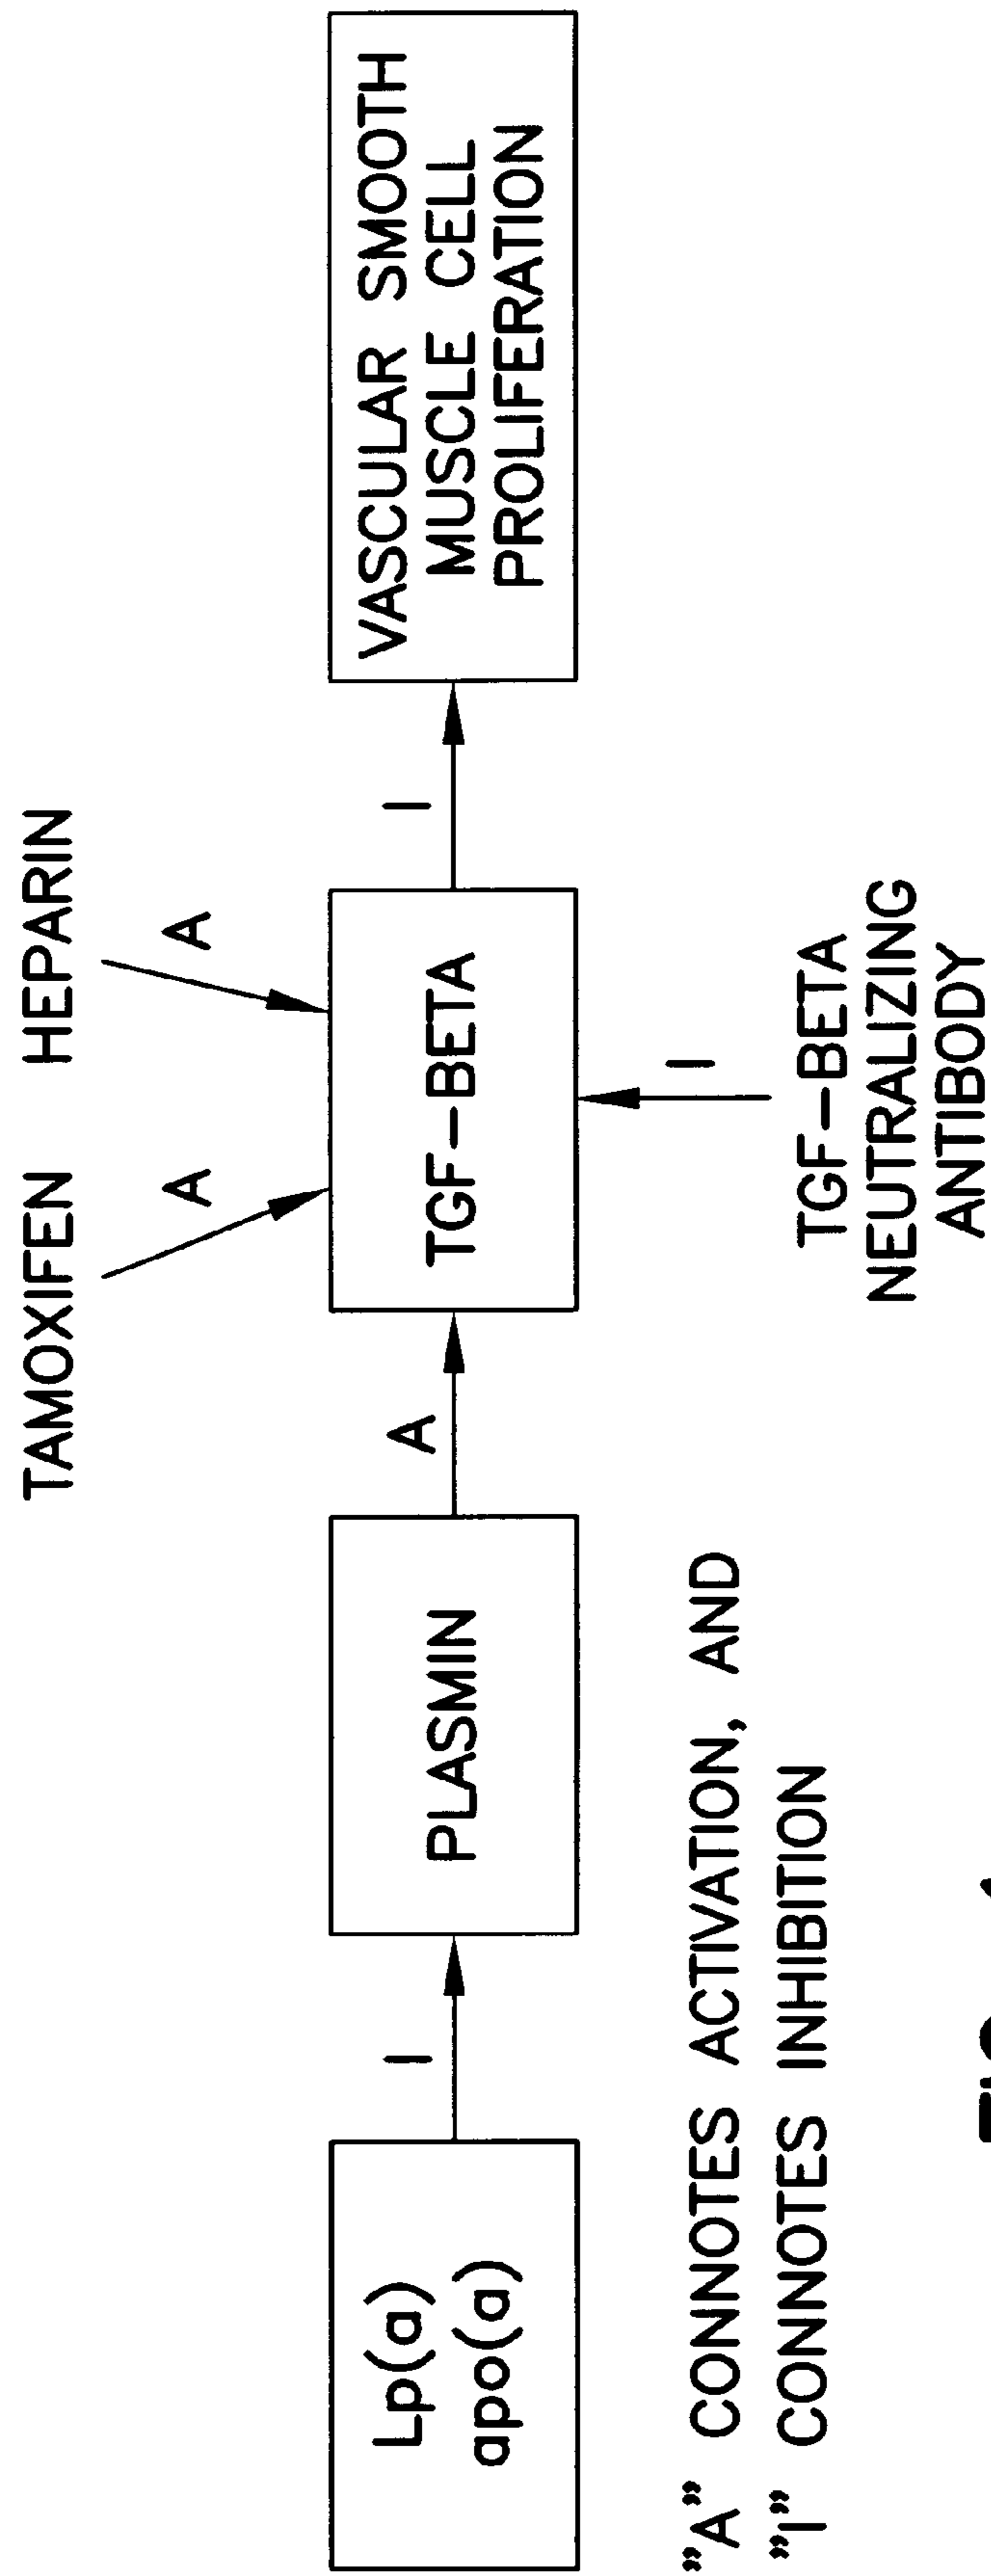 TAMOXIFEN
HEPARIN
A
A
Lp(a)
apo(a)
I
PLASMIN
A
TGF-BETA
I
VASCULAR SMOOTH
MUSCLE CELL
PROLIFERATION
I
TGF-BETA
NEUTRALIZING
ANTIBODY
"A" CONNOTES ACTIVATION, AND
"I" CONNOTES INHIBITION